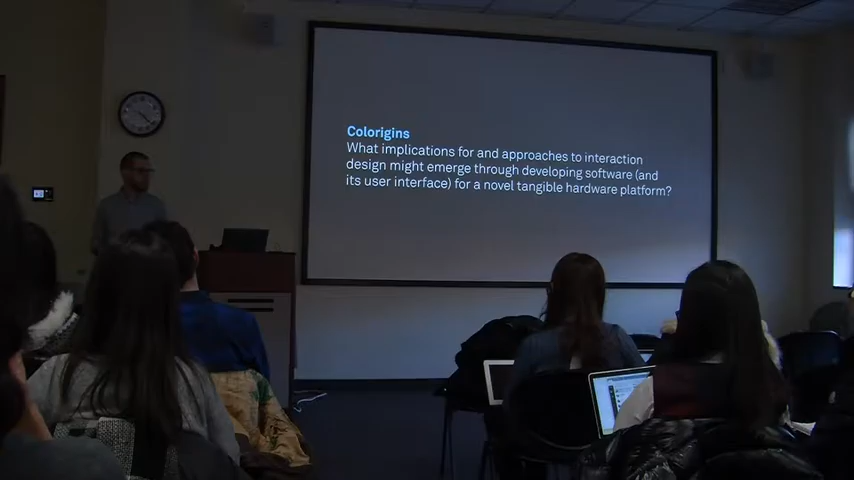 Colorigins
What implications for and approaches to interaction
design might emerge through developing software (and
its user interface) for a novel tangible hardware platform?